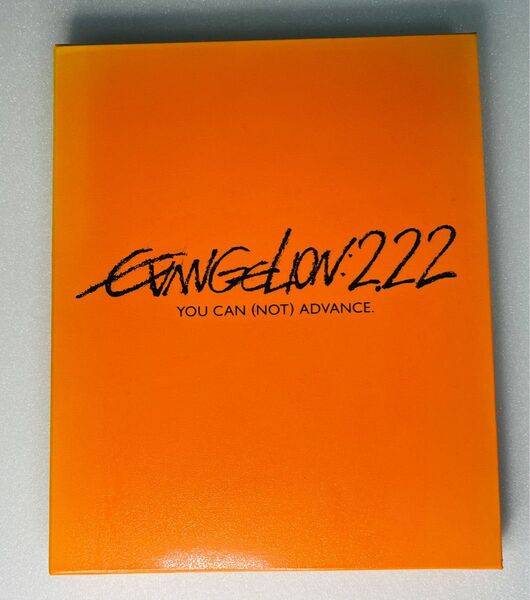 EVANGELION:2.22
YOU CAN (NOT) ADVANCE.